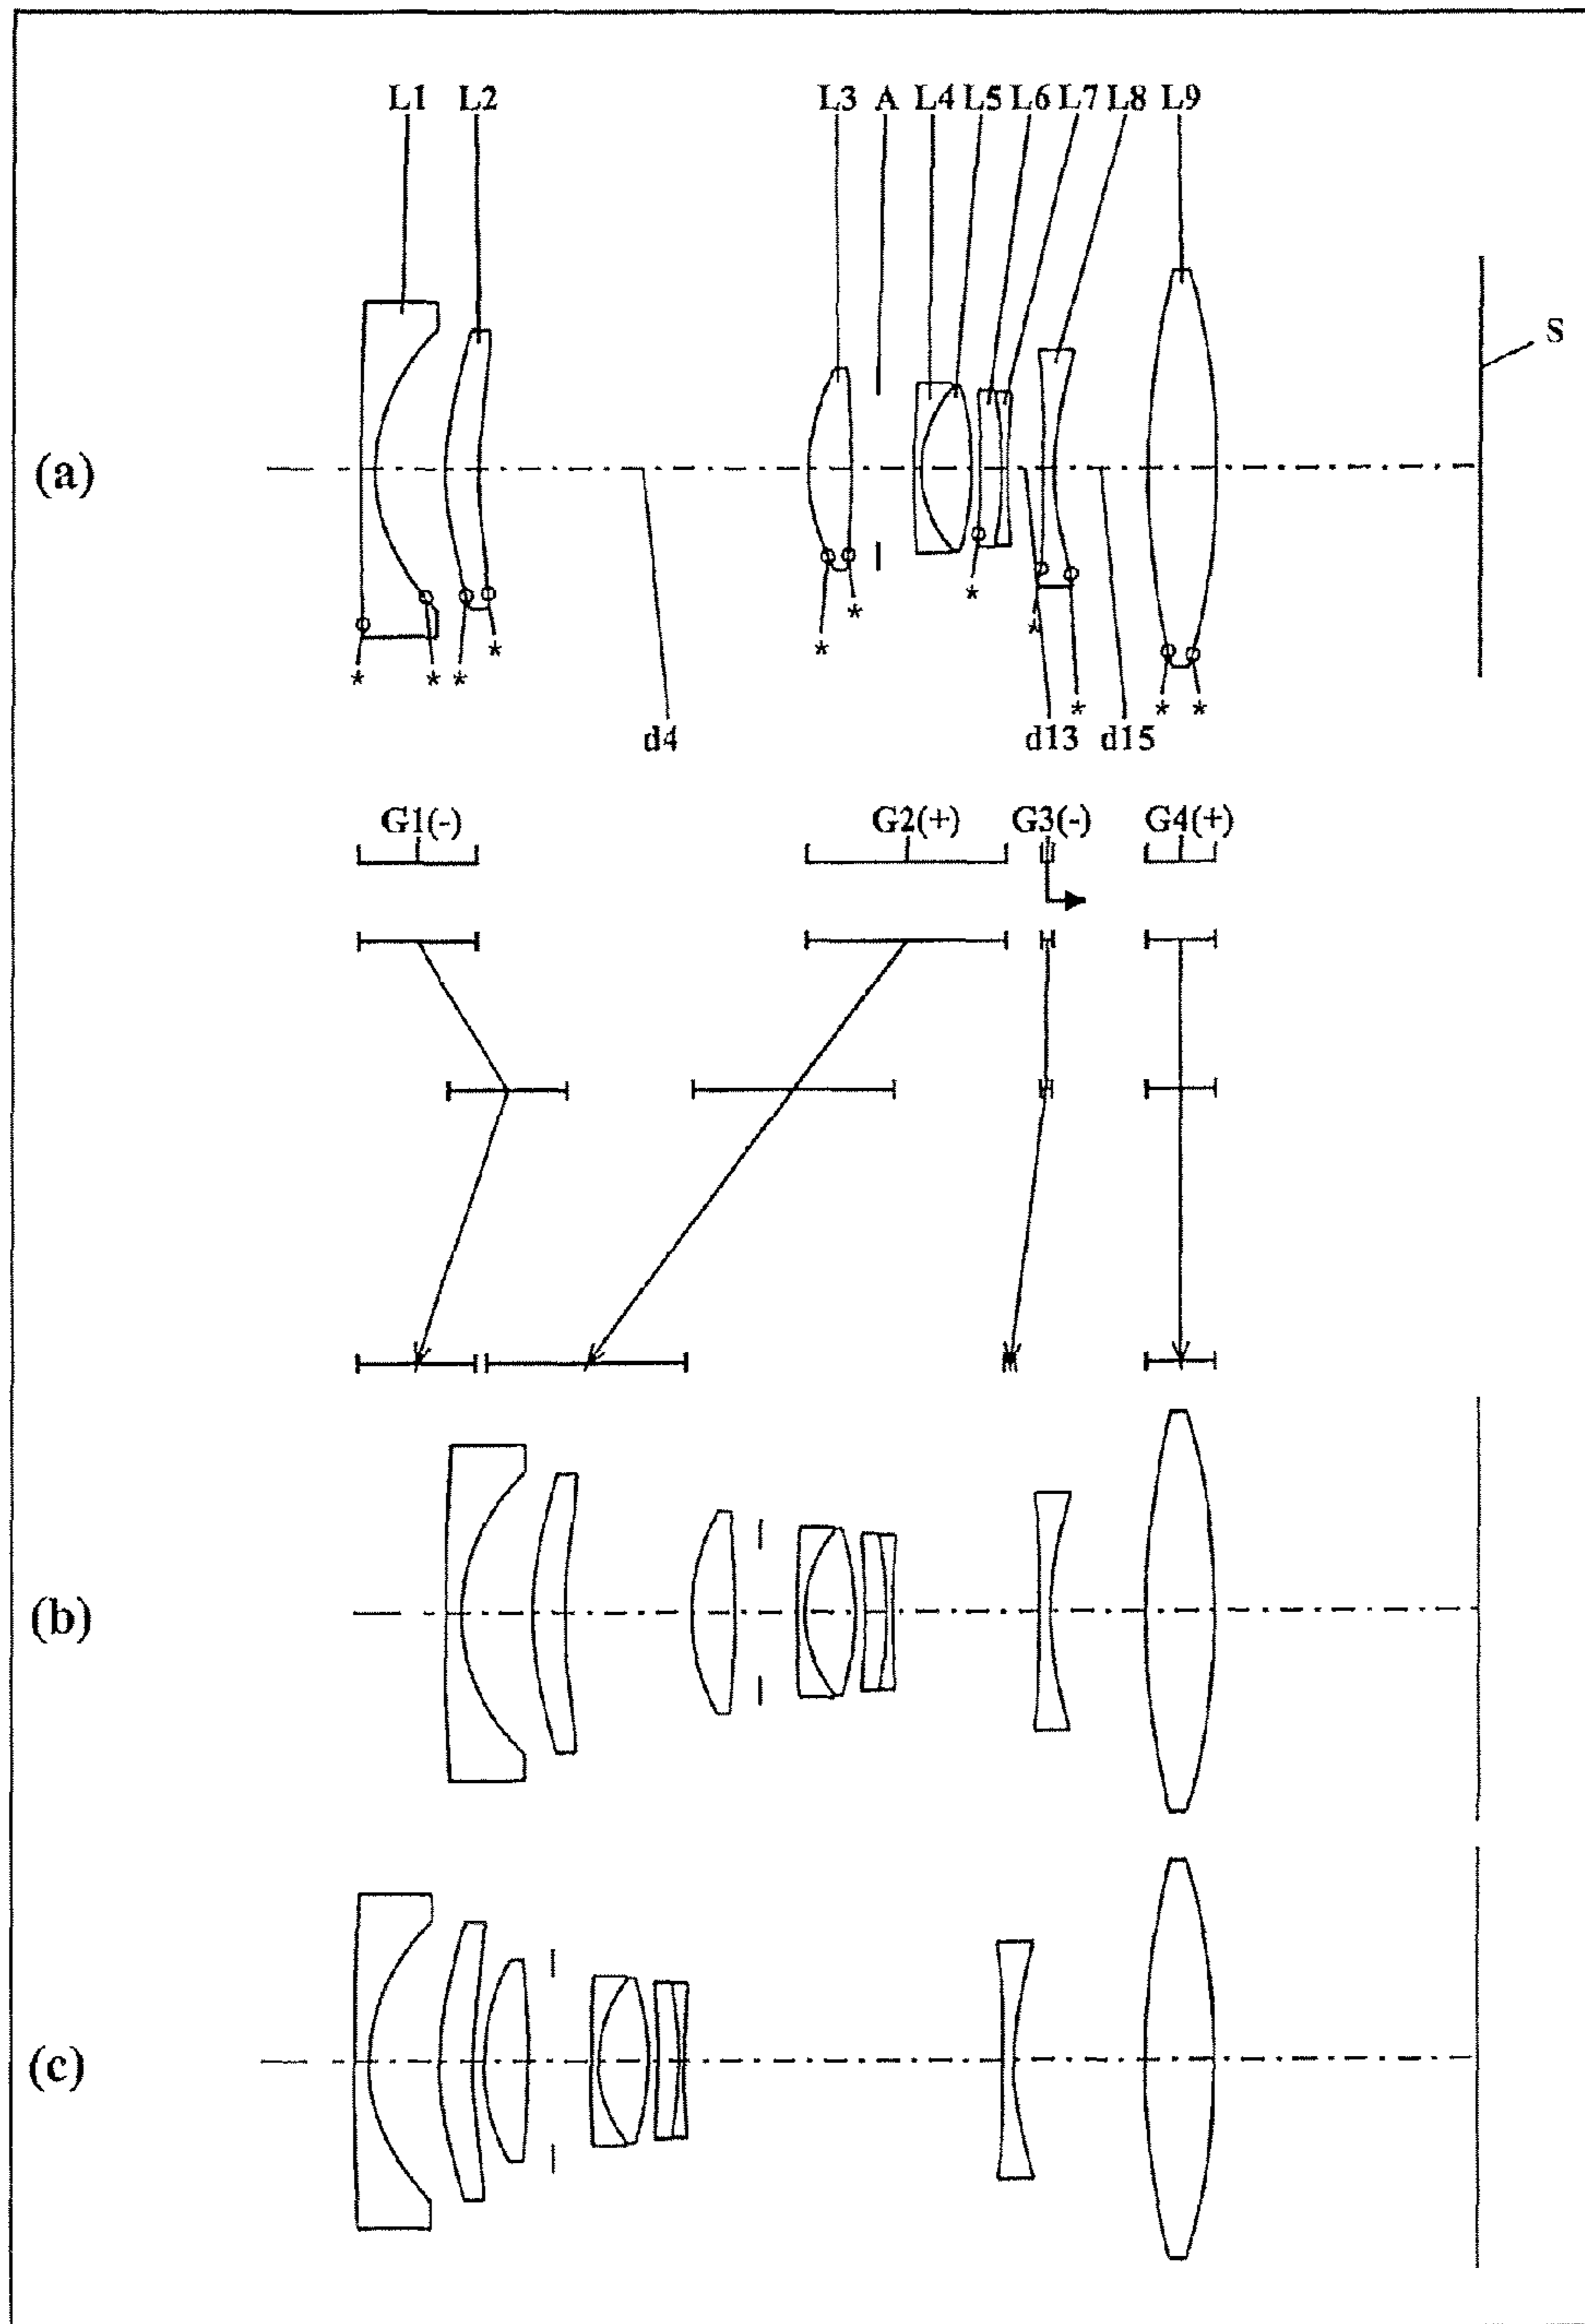 L1 L2 L3 A L4 L5 L6 L7 L8 L9
S
(a)
* * * * * * * * * * *
d4 d13 d15
G1(-) G2(+) G3(-) G4(+)
(b)
(c)